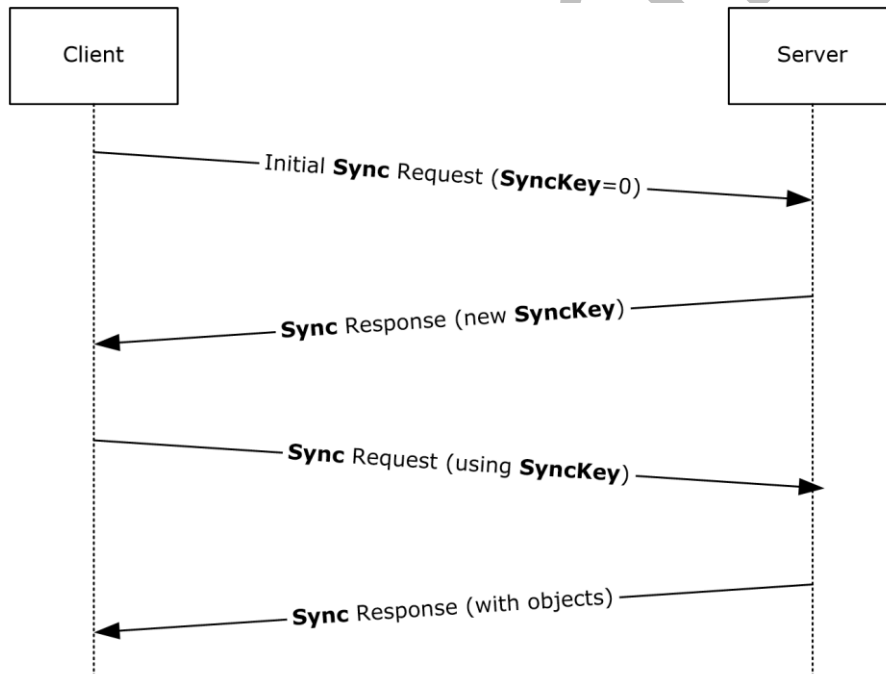 Client
Server
Initial Sync Request (SyncKey=0)
Sync Response (new SyncKey)
Sync Request (using SyncKey)
Sync Response (with objects)